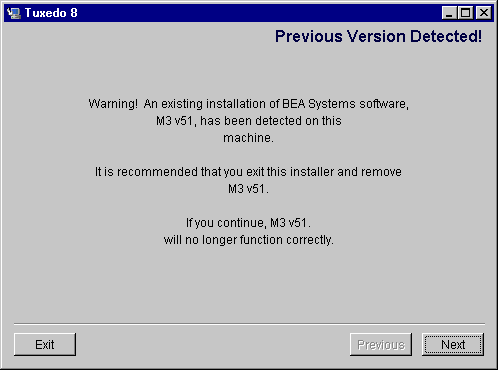 Tuxedo 8
Previous Version Detected!
Warning! An existing installation of BEA Systems software,
M3 v51, has been detected on this
machine.
It is recommended that you exit this installer and remove
M3 v51.
If you continue, M3 v51.
will no longer function correctly.
Exit
Previous
Next